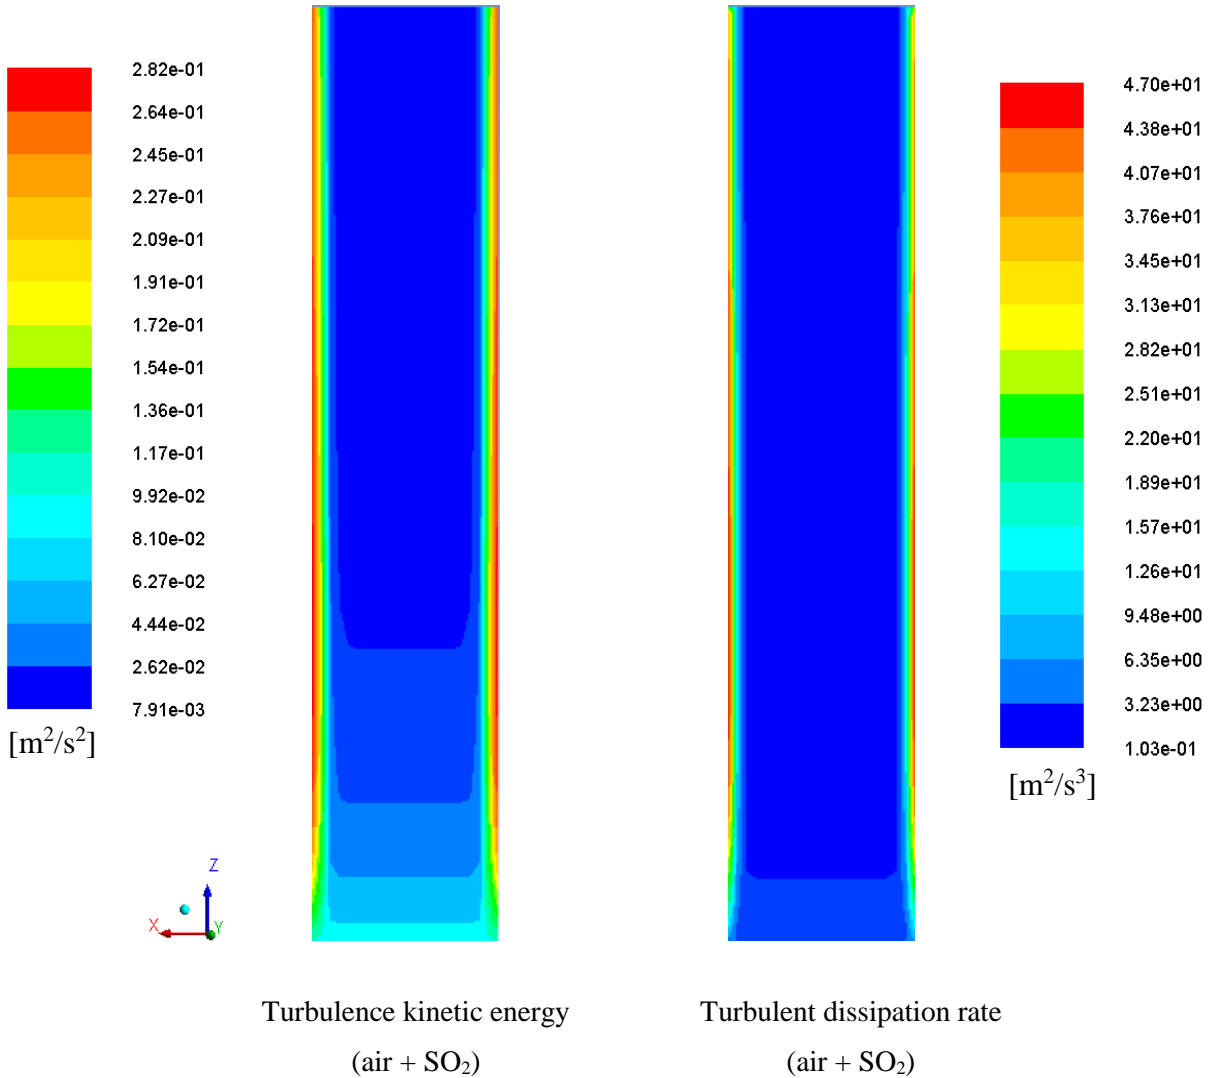 2.82e-01
2.64e-01
2.45e-01
2.27e-01
2.09e-01
1.91e-01
1.72e-01
1.54e-01
1.36e-01
1.17e-01
9.92e-02
8.10e-02
6.27e-02
4.44e-02
2.62e-02
7.91e-03
[m²/s²]
Z
X
Y
4.70e+01
4.38e+01
4.07e+01
3.76e+01
3.45e+01
3.13e+01
2.82e+01
2.51e+01
2.20e+01
1.89e+01
1.57e+01
1.26e+01
9.48e+00
6.35e+00
3.23e+00
1.03e-01
[m²/s³]
Turbulence kinetic energy
(air + SO₂)
Turbulent dissipation rate
(air + SO₂)